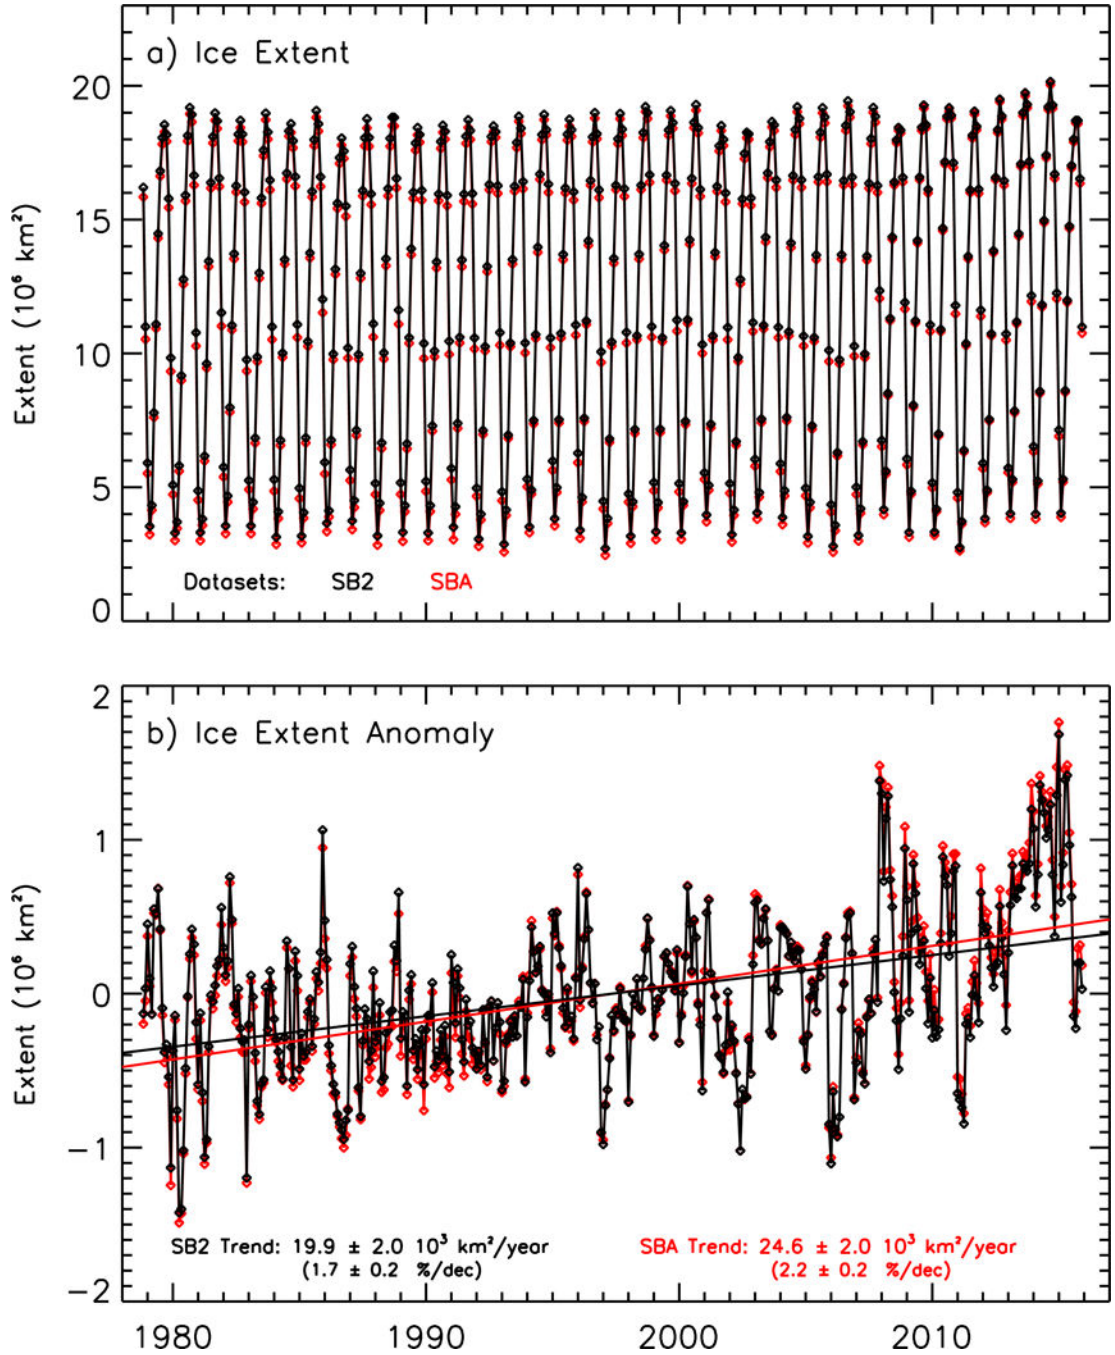 a) Ice Extent
20
15
10
5
0
Extent (10⁶ km²)
Datasets: SB2 SBA
2
1
0
−1
−2
b) Ice Extent Anomaly
Extent (10⁶ km²)
SB2 Trend: 19.9 ± 2.0 10³ km²/year
(1.7 ± 0.2 %/dec)
SBA Trend: 24.6 ± 2.0 10³ km²/year
(2.2 ± 0.2 %/dec)
1980 1990 2000 2010